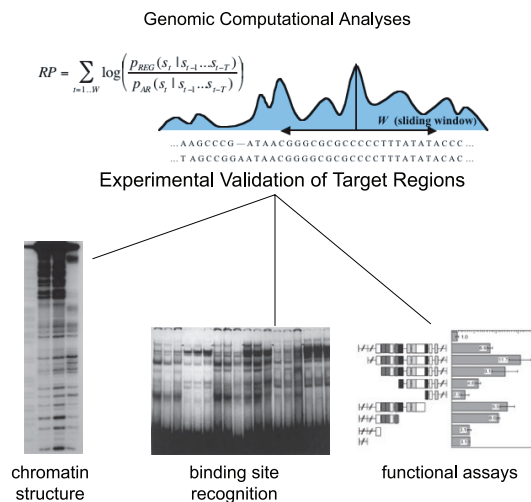 Genomic Computational Analyses
RP = ∑ t=1..W log( p_REG (s_t | s_t-1...s_t-T) / p_AR (s_t | s_t-1...s_t-T) )
W (sliding window)
...AAGCCCG—ATAACGGGCGCGCCCCCTTTATATACCC...
...TAGCCGGAATAACGGGGCGCGCCCCTTTATATACAC...
Experimental Validation of Target Regions
chromatin
structure
binding site
recognition
functional assays